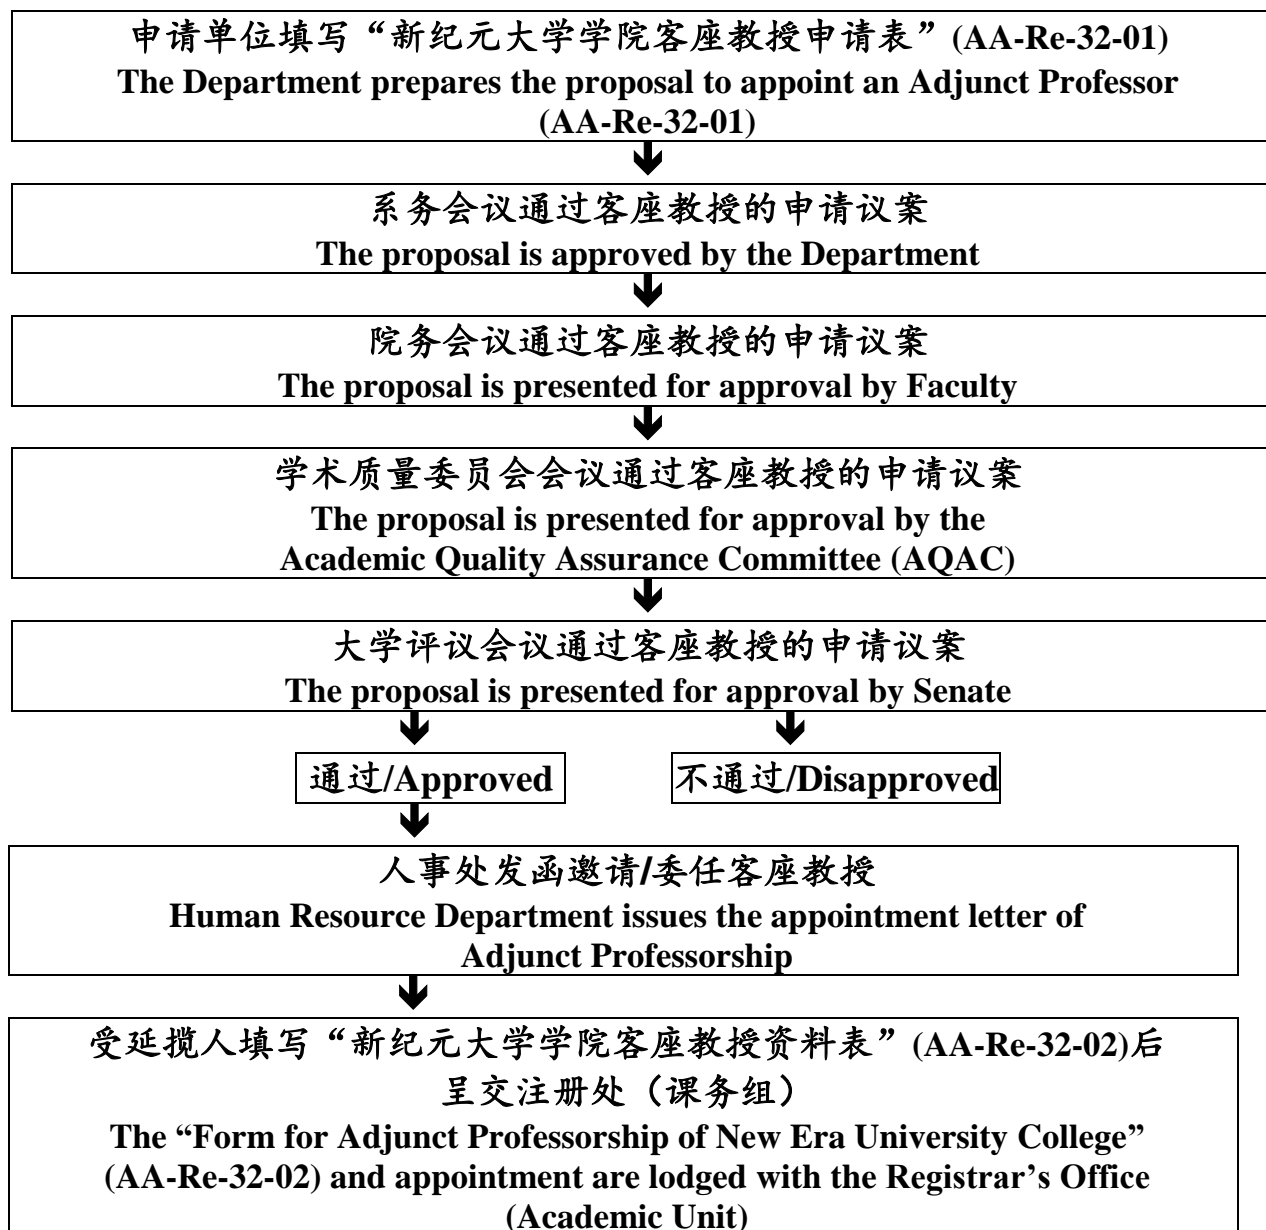 申请单位填写“新纪元大学学院客座教授申请表”(AA-Re-32-01)
The Department prepares the proposal to appoint an Adjunct Professor
(AA-Re-32-01)
系务会议通过客座教授的申请议案
The proposal is approved by the Department
院务会议通过客座教授的申请议案
The proposal is presented for approval by Faculty
学术质量委员会会议通过客座教授的申请议案
The proposal is presented for approval by the
Academic Quality Assurance Committee (AQAC)
大学评议会议通过客座教授的申请议案
The proposal is presented for approval by Senate
通过/Approved
不通过/Disapproved
人事处发函邀请/委任客座教授
Human Resource Department issues the appointment letter of
Adjunct Professorship
受延揽人填写“新纪元大学学院客座教授资料表”(AA-Re-32-02)后
呈交注册处（课务组）
The “Form for Adjunct Professorship of New Era University College”
(AA-Re-32-02) and appointment are lodged with the Registrar’s Office
(Academic Unit)